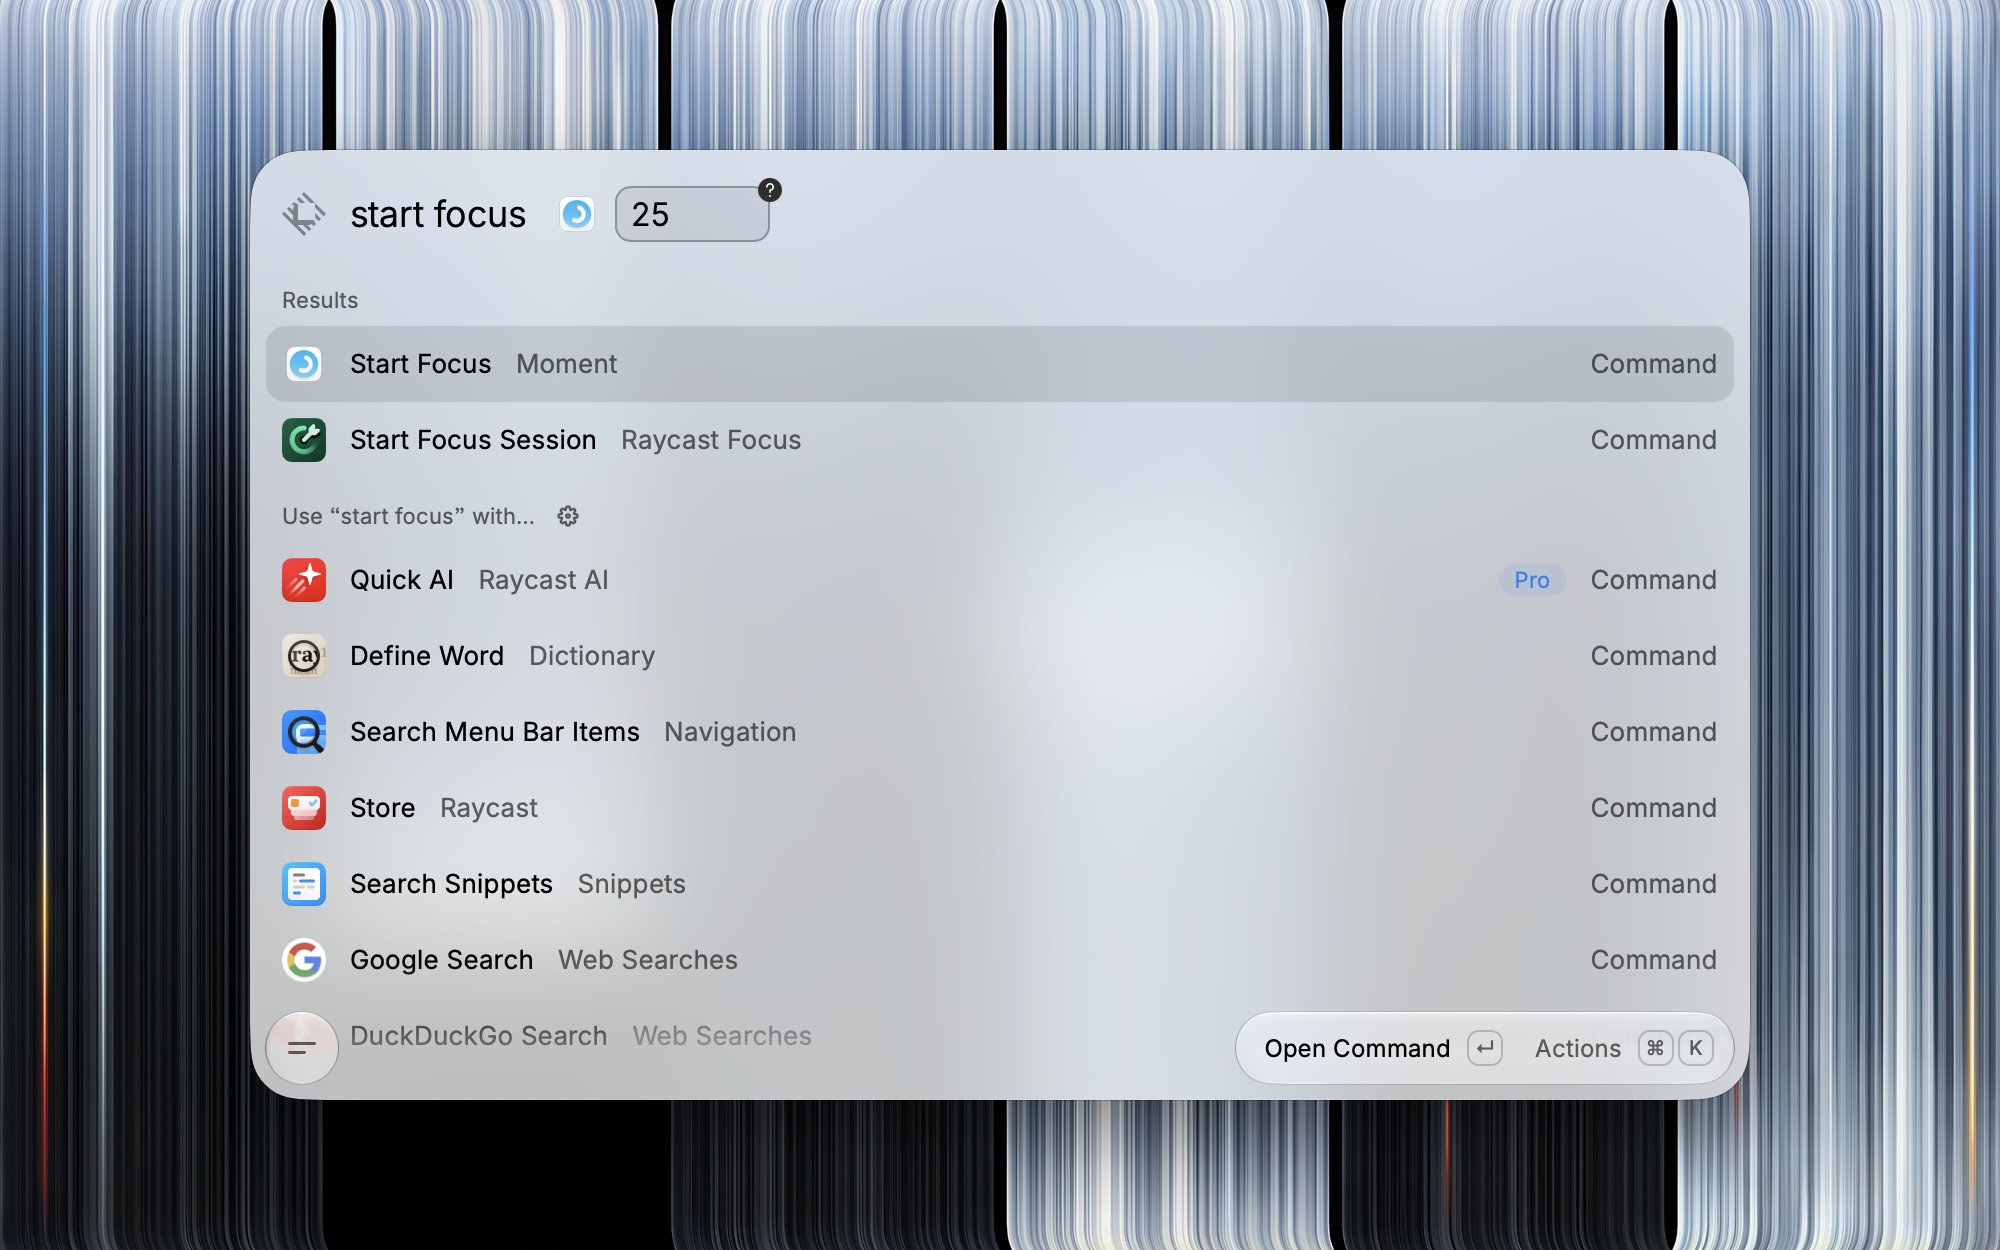 start focus 25 ?
Results
Start Focus Moment Command
Start Focus Session Raycast Focus Command
Use “start focus” with...
Quick AI Raycast AI Pro Command
Define Word Dictionary Command
Search Menu Bar Items Navigation Command
Store Raycast Command
Search Snippets Snippets Command
Google Search Web Searches Command
DuckDuckGo Search Web Searches
Open Command ↵ Actions ⌘ K